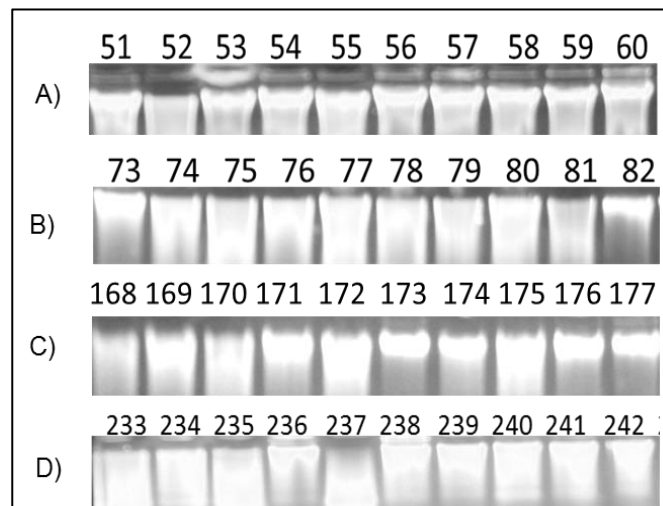 51 52 53 54 55 56 57 58 59 60
A)
73 74 75 76 77 78 79 80 81 82
B)
168 169 170 171 172 173 174 175 176 177
C)
233 234 235 236 237 238 239 240 241 242
D)